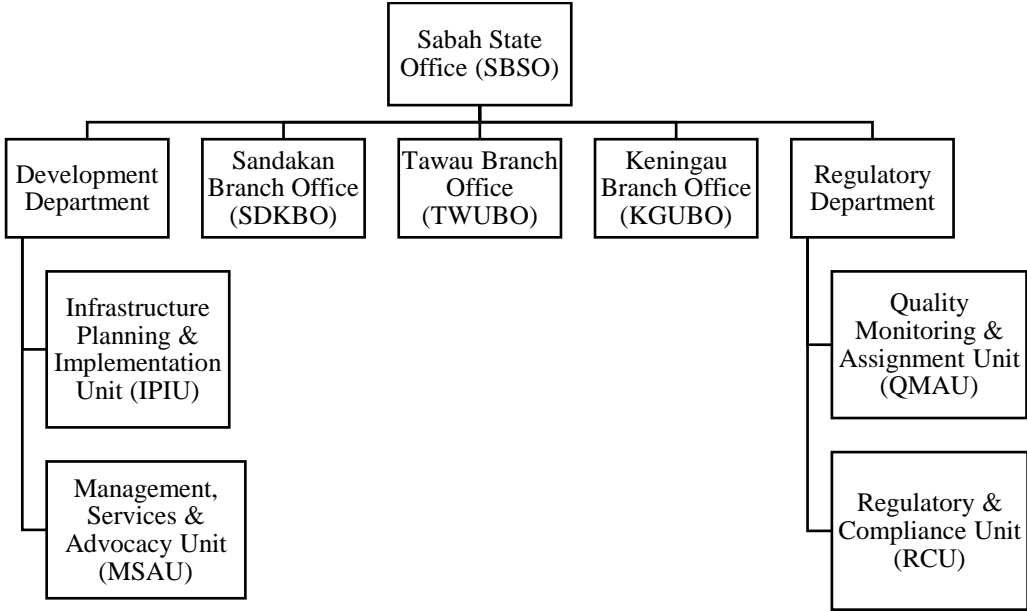 Sabah State
Office (SBSO)
Development
Department
Sandakan
Branch Office
(SDKBO)
Tawau Branch
Office
(TWUBO)
Keningau
Branch Office
(KGUBO)
Regulatory
Department
Infrastructure
Planning &
Implementation
Unit (IPIU)
Quality
Monitoring &
Assignment Unit
(QMAU)
Management,
Services &
Advocacy Unit
(MSAU)
Regulatory &
Compliance Unit
(RCU)